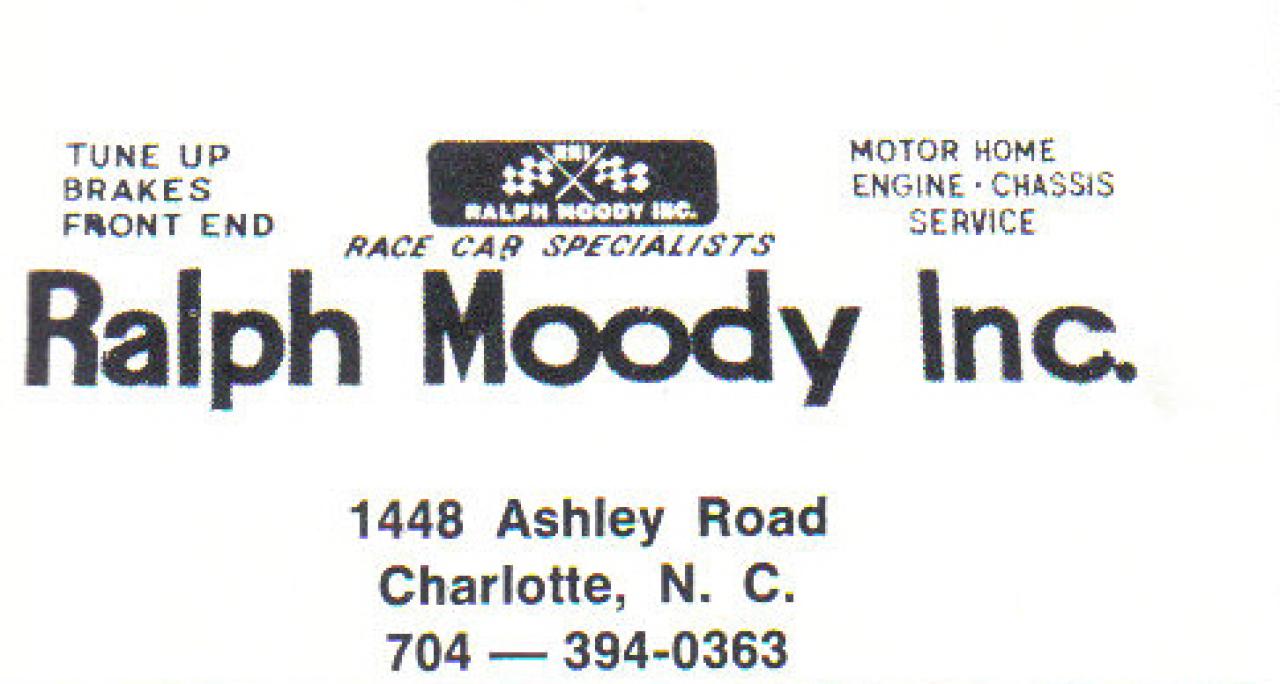 TUNE UP
BRAKES
FRONT END
RALPH MOODY INC.
RACE CAR SPECIALISTS
MOTOR HOME
ENGINE · CHASSIS
SERVICE
Ralph Moody Inc.
1448 Ashley Road
Charlotte, N. C.
704 — 394-0363